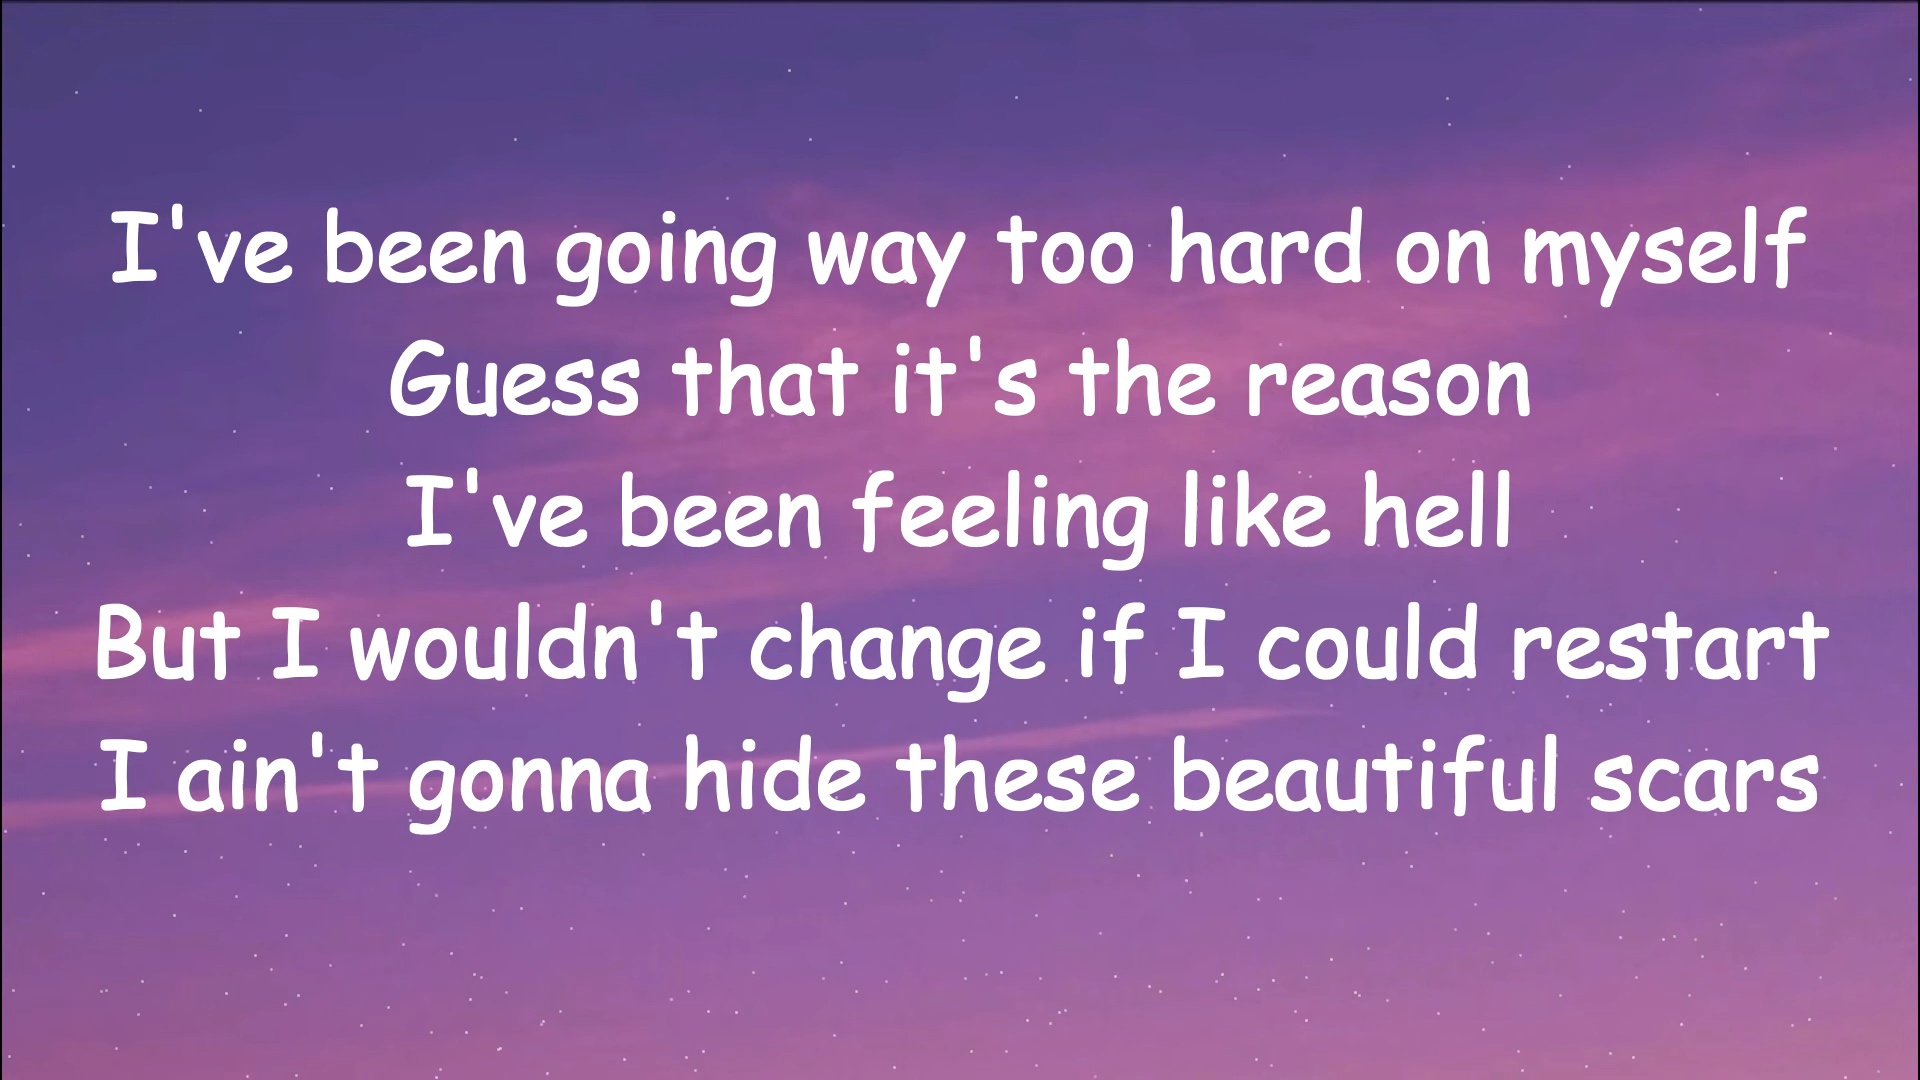 I've been going way too hard on myself
Guess that it's the reason
I've been feeling like hell
But I wouldn't change if I could restart
I ain't gonna hide these beautiful scars